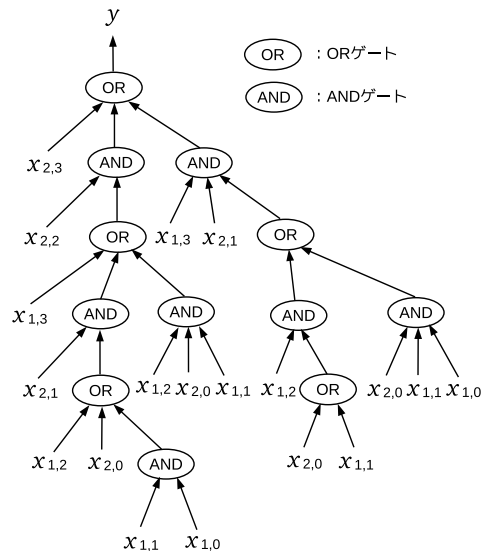 y
OR
OR : ORゲート
AND : ANDゲート
x2,3 AND AND
x2,2 OR x1,3 x2,1 OR
x1,3 AND AND AND AND
x2,1 OR x1,2 x2,0 x1,1 x1,2 OR x2,0 x1,1 x1,0
x1,2 x2,0 AND x2,0 x1,1
x1,1 x1,0